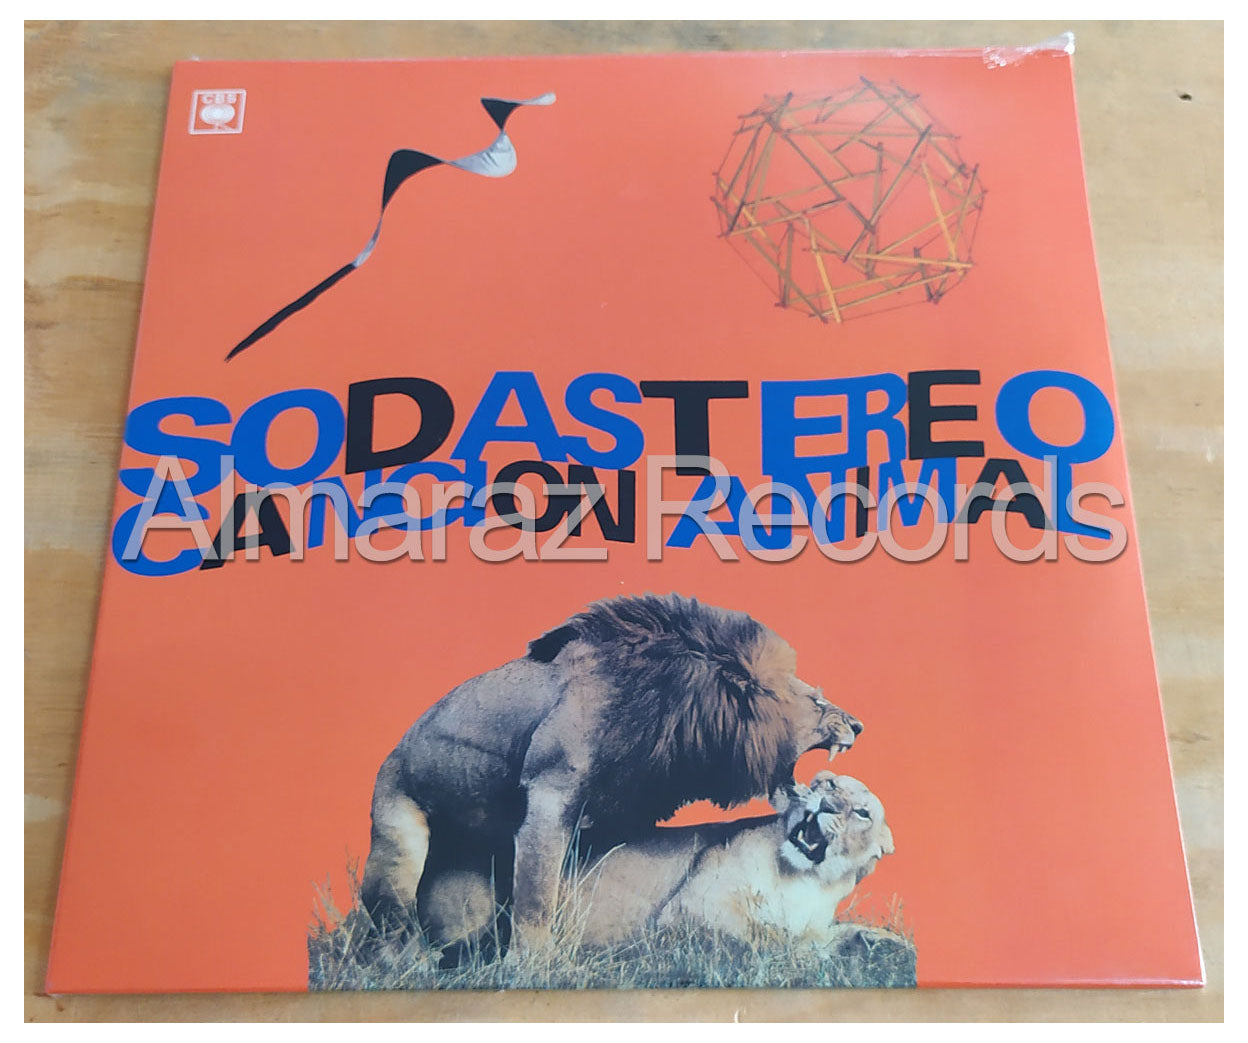 CBS
SODA STEREO
CANCION ANIMAL
Almaraz Records